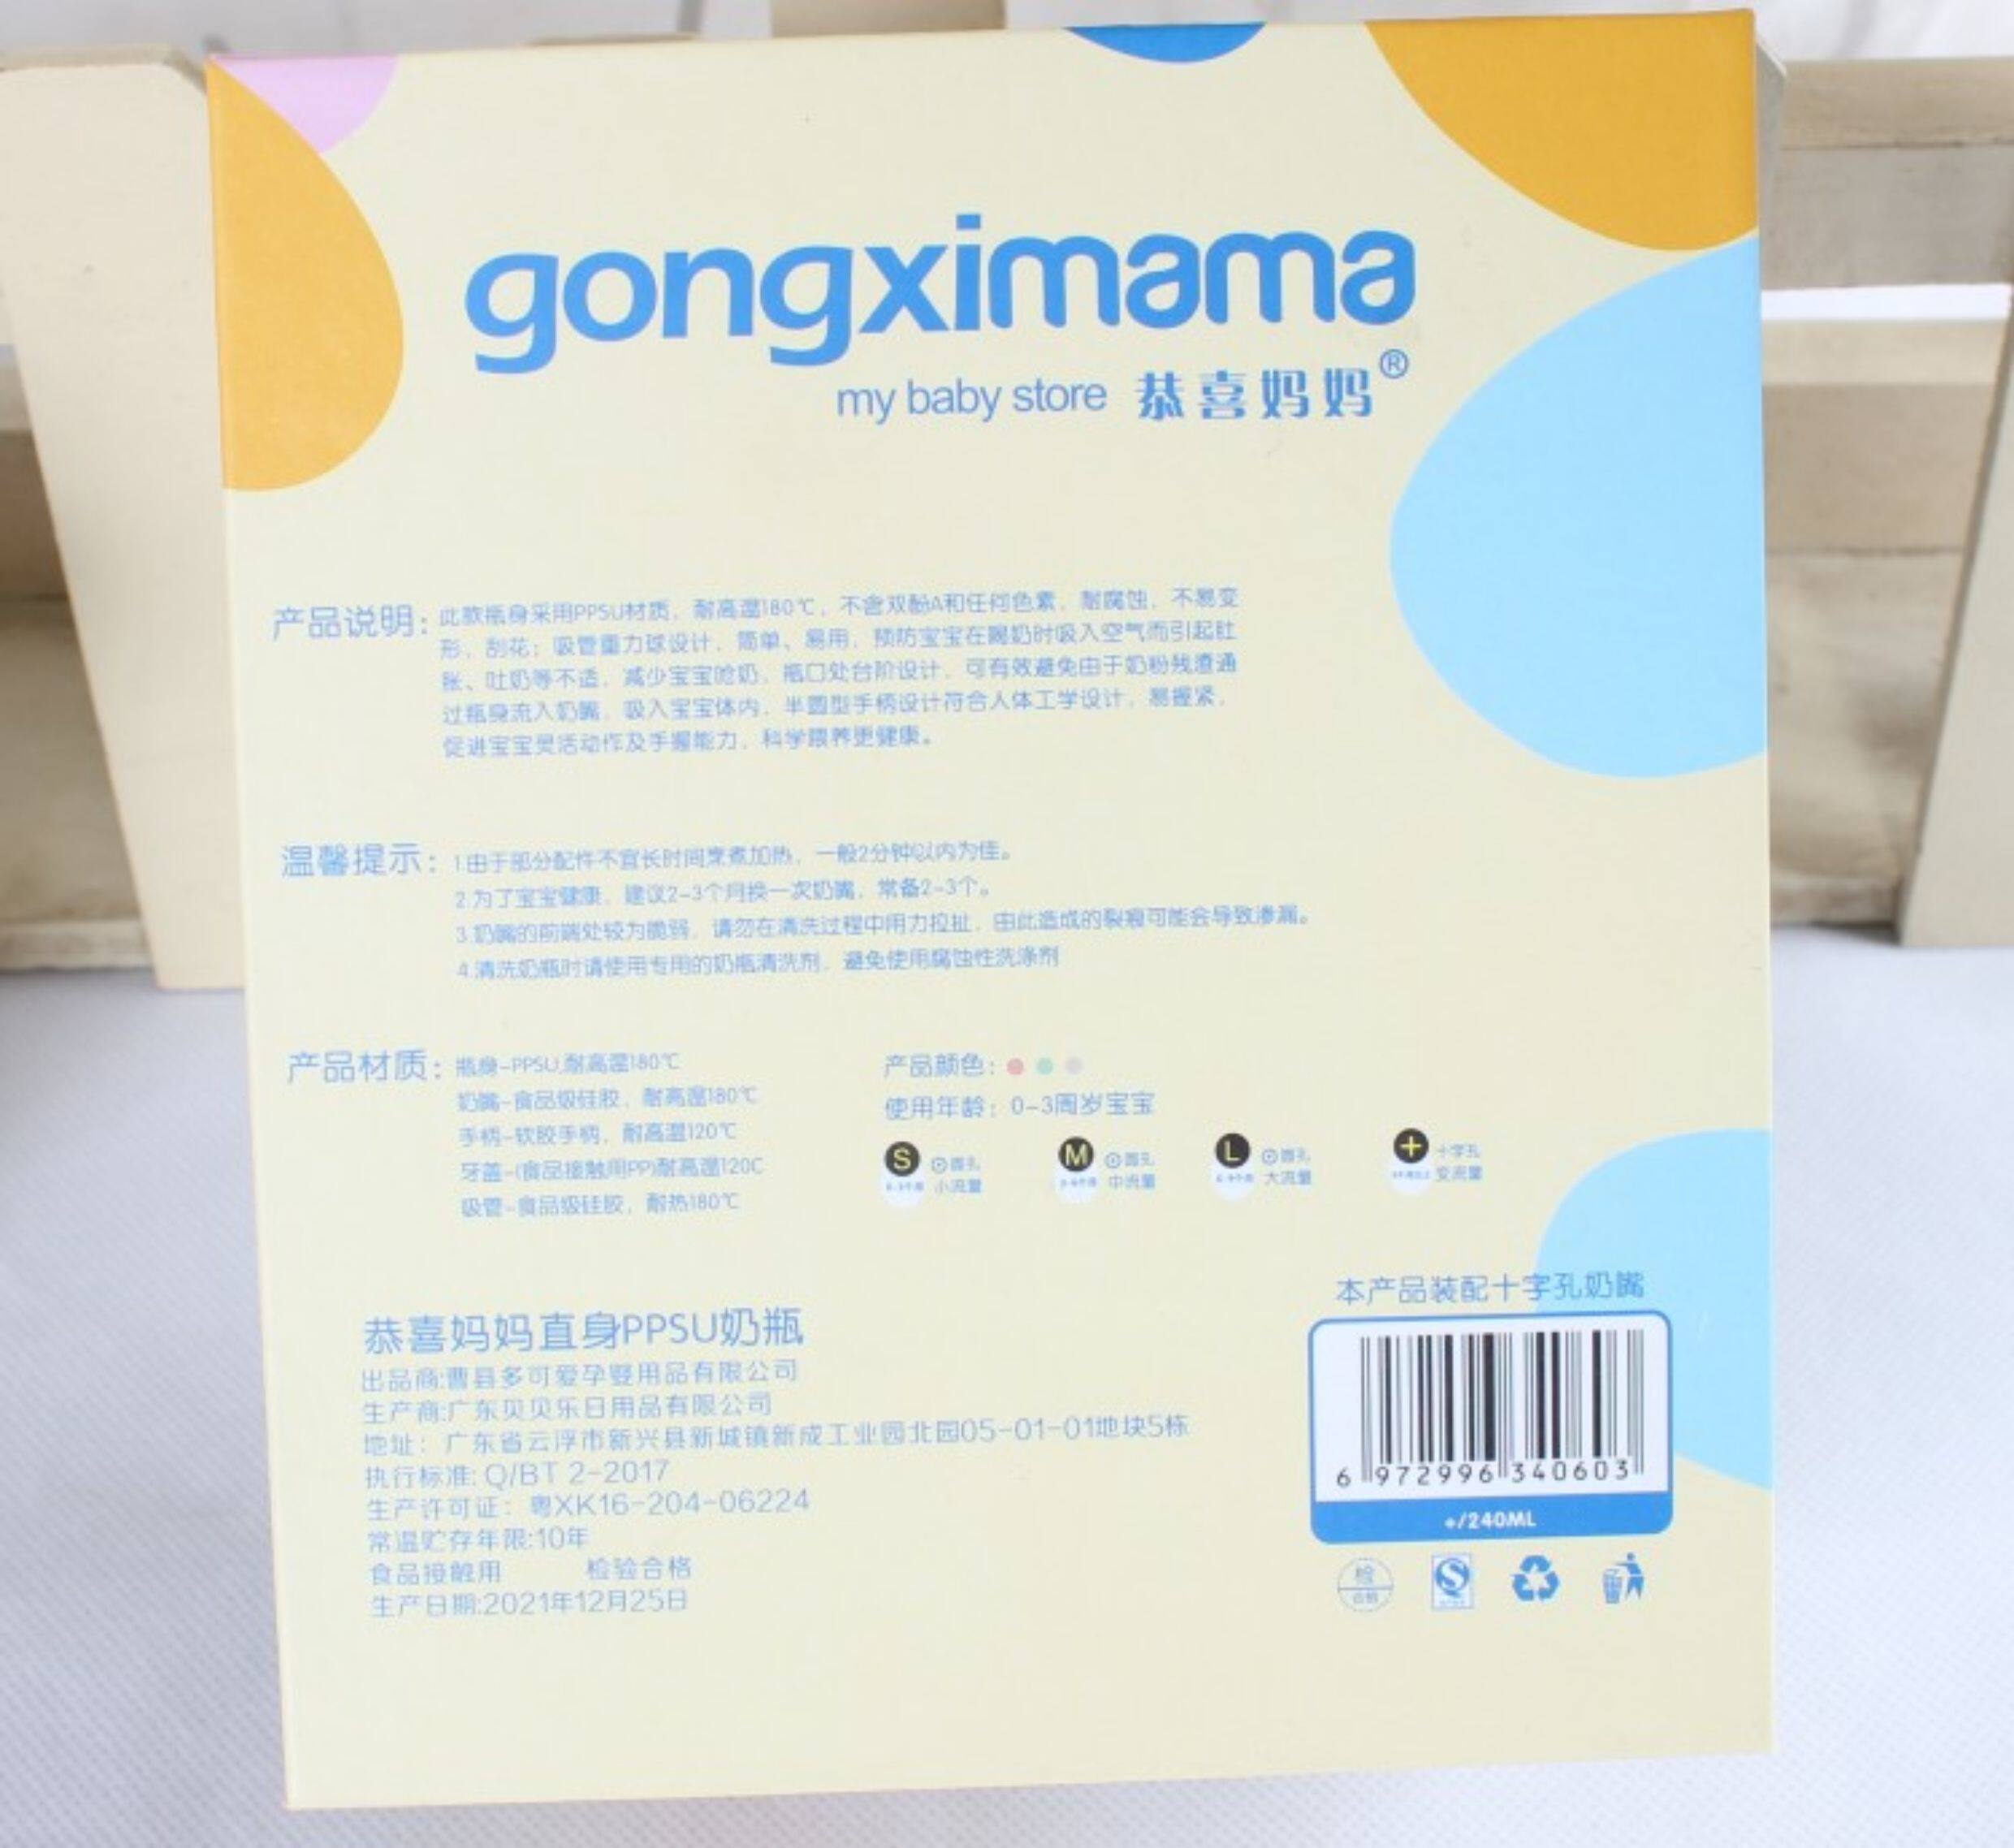 gongximama
my baby store 恭喜妈妈®
产品说明：此款瓶身采用PPSU材质，耐高温180℃，不含双酚A和任何色素，耐腐蚀，不易变
形，刮花；吸管重力球设计，简单、易用，预防宝宝在喝奶时吸入空气而引起肚
胀、吐奶等不适，减少宝宝呛奶，瓶口处台阶设计，可有效避免由于奶粉残渣通
过瓶身流入奶嘴，吸入宝宝体内，半圆型手柄设计符合人体工学设计，易握紧，
促进宝宝灵活动作及手握能力，科学喂养更健康。
温馨提示：1.由于部分配件不宜长时间烹煮加热，一般2分钟以内为佳。
2.为了宝宝健康，建议2-3个月换一次奶嘴，常备2-3个。
3.奶嘴的前端处较为脆弱，请勿在清洗过程中用力拉扯，由此造成的裂痕可能会导致渗漏。
4.清洗奶瓶时请使用专用的奶瓶清洗剂，避免使用腐蚀性洗涤剂
产品材质：瓶身-PPSU,耐高温180℃
奶嘴-食品级硅胶，耐高温180℃
手柄-软胶手柄，耐高温120℃
牙盖-(食品接触用PP)耐高温120C
吸管-食品级硅胶，耐热180℃
产品颜色：
使用年龄：0-3周岁宝宝
S 圆孔 小流量
M 圆孔 中流量
L 圆孔 大流量
+ 十字孔 变流量
本产品装配十字孔奶嘴
恭喜妈妈直身PPSU奶瓶
出品商:曹县多可爱孕婴用品有限公司
生产商:广东贝贝乐日用品有限公司
地址：广东省云浮市新兴县新城镇新成工业园北园05-01-01地块5栋
执行标准: Q/BT 2-2017
生产许可证：粤XK16-204-06224
常温贮存年限:10年
食品接触用 检验合格
生产日期:2021年12月25日
6 972996 340603
+/240ML
检
合格
S